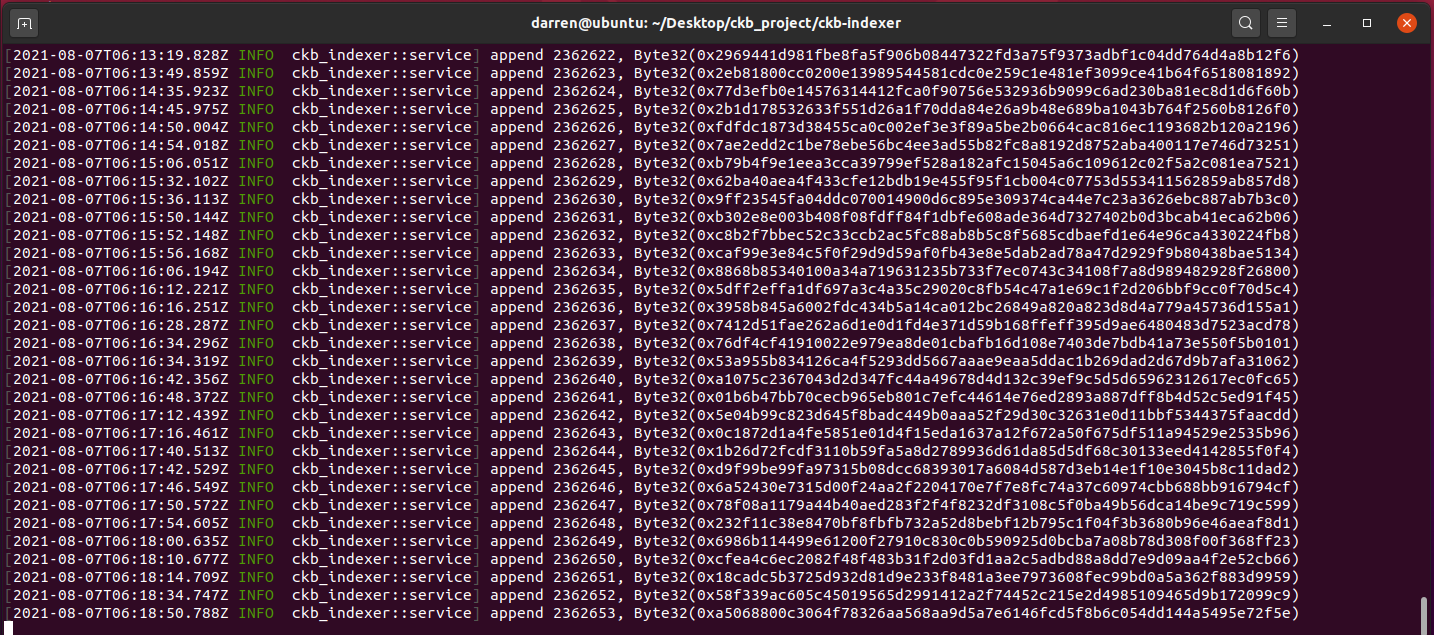 darren@ubuntu: ~/Desktop/ckb_project/ckb-indexer
[2021-08-07T06:13:19.828Z INFO  ckb_indexer::service] append 2362622, Byte32(0x2969441d981fbe8fa5f906b08447322fd3a75f9373adbf1c04dd764d4a8b12f6)
[2021-08-07T06:13:49.859Z INFO  ckb_indexer::service] append 2362623, Byte32(0x2eb81800cc0200e13989544581cdc0e259c1e481ef3099ce41b64f6518081892)
[2021-08-07T06:14:35.923Z INFO  ckb_indexer::service] append 2362624, Byte32(0x77d3efb0e14576314412fca0f90756e532936b9099c6ad230ba81ec8d1d6f60b)
[2021-08-07T06:14:45.975Z INFO  ckb_indexer::service] append 2362625, Byte32(0x2b1d178532633f551d26a1f70dda84e26a9b48e689ba1043b764f2560b8126f0)
[2021-08-07T06:14:50.004Z INFO  ckb_indexer::service] append 2362626, Byte32(0xfdfdc1873d38455ca0c002ef3e3f89a5be2b0664cac816ec1193682b120a2196)
[2021-08-07T06:14:54.018Z INFO  ckb_indexer::service] append 2362627, Byte32(0x7ae2edd2c1be78ebe56bc4ee3ad55b82fc8a8192d8752aba400117e746d73251)
[2021-08-07T06:15:06.051Z INFO  ckb_indexer::service] append 2362628, Byte32(0xb79b4f9e1eea3cca39799ef528a182afc15045a6c109612c02f5a2c081ea7521)
[2021-08-07T06:15:32.102Z INFO  ckb_indexer::service] append 2362629, Byte32(0x62ba40aea4f433cfe12bdb19e455f95f1cb004c07753d553411562859ab857d8)
[2021-08-07T06:15:36.113Z INFO  ckb_indexer::service] append 2362630, Byte32(0x9ff23545fa04ddc070014900d6c895e309374ca44e7c23a3626ebc887ab7b3c0)
[2021-08-07T06:15:50.144Z INFO  ckb_indexer::service] append 2362631, Byte32(0xb302e8e003b408f08fdff84f1dbfe608ade364d7327402b0d3bcab41eca62b06)
[2021-08-07T06:15:52.148Z INFO  ckb_indexer::service] append 2362632, Byte32(0xc8b2f7bbec52c33ccb2ac5fc88ab8b5c8f5685cdbaefd1e64e96ca4330224fb8)
[2021-08-07T06:15:56.168Z INFO  ckb_indexer::service] append 2362633, Byte32(0xcaf99e3e84c5f0f29d9d59af0fb43e8e5dab2ad78a47d2929f9b80438bae5134)
[2021-08-07T06:16:06.194Z INFO  ckb_indexer::service] append 2362634, Byte32(0x8868b85340100a34a719631235b733f7ec0743c34108f7a8d989482928f26800)
[2021-08-07T06:16:12.221Z INFO  ckb_indexer::service] append 2362635, Byte32(0x5dff2effa1df697a3c4a35c29020c8fb54c47a1e69c1f2d206bbf9cc0f70d5c4)
[2021-08-07T06:16:16.251Z INFO  ckb_indexer::service] append 2362636, Byte32(0x3958b845a6002fdc434b5a14ca012bc26849a820a823d8d4a779a45736d155a1)
[2021-08-07T06:16:28.287Z INFO  ckb_indexer::service] append 2362637, Byte32(0x7412d51fae262a6d1e0d1fd4e371d59b168ffeff395d9ae6480483d7523acd78)
[2021-08-07T06:16:34.296Z INFO  ckb_indexer::service] append 2362638, Byte32(0x76df4cf41910022e979ea8de01cbafb16d108e7403de7bdb41a73e550f5b0101)
[2021-08-07T06:16:34.319Z INFO  ckb_indexer::service] append 2362639, Byte32(0x53a955b834126ca4f5293dd5667aaae9eaa5ddac1b269dad2d67d9b7afa31062)
[2021-08-07T06:16:42.356Z INFO  ckb_indexer::service] append 2362640, Byte32(0xa1075c2367043d2d347fc44a49678d4d132c39ef9c5d5d65962312617ec0fc65)
[2021-08-07T06:16:48.372Z INFO  ckb_indexer::service] append 2362641, Byte32(0x01b6b47bb70cecb965eb801c7efc44614e76ed2893a887dff8b4d52c5ed91f45)
[2021-08-07T06:17:12.439Z INFO  ckb_indexer::service] append 2362642, Byte32(0x5e04b99c823d645f8badc449b0aaa52f29d30c32631e0d11bbf5344375faacdd)
[2021-08-07T06:17:16.461Z INFO  ckb_indexer::service] append 2362643, Byte32(0x0c1872d1a4fe5851e01d4f15eda1637a12f672a50f675df511a94529e2535b96)
[2021-08-07T06:17:40.513Z INFO  ckb_indexer::service] append 2362644, Byte32(0x1b26d72fcdf3110b59fa5a8d2789936d61da85d5df68c30133eed4142855f0f4)
[2021-08-07T06:17:42.529Z INFO  ckb_indexer::service] append 2362645, Byte32(0xd9f99be99fa97315b08dcc68393017a6084d587d3eb14e1f10e3045b8c11dad2)
[2021-08-07T06:17:46.549Z INFO  ckb_indexer::service] append 2362646, Byte32(0x6a52430e7315d00f24aa2f2204170e7f7e8fc74a37c60974cbb688bb916794cf)
[2021-08-07T06:17:50.572Z INFO  ckb_indexer::service] append 2362647, Byte32(0x78f08a1179a44b40aed283f2f4f8232df3108c5f0ba49b56dca14be9c719c599)
[2021-08-07T06:17:54.605Z INFO  ckb_indexer::service] append 2362648, Byte32(0x232f11c38e8470bf8fbfb732a52d8bebf12b795c1f04f3b3680b96e46aeaf8d1)
[2021-08-07T06:18:00.635Z INFO  ckb_indexer::service] append 2362649, Byte32(0x6986b114499e61200f27910c830c0b590925d0bcba7a08b78d308f00f368ff23)
[2021-08-07T06:18:10.677Z INFO  ckb_indexer::service] append 2362650, Byte32(0xcfea4c6ec2082f48f483b31f2d03fd1aa2c5adbd88a8dd7e9d09aa4f2e52cb66)
[2021-08-07T06:18:14.709Z INFO  ckb_indexer::service] append 2362651, Byte32(0x18cadc5b3725d932d81d9e233f8481a3ee7973608fec99bd0a5a362f883d9959)
[2021-08-07T06:18:34.747Z INFO  ckb_indexer::service] append 2362652, Byte32(0x58f339ac605c45019565d2991412a2f74452c215e2d4985109465d9b172099c9)
[2021-08-07T06:18:50.788Z INFO  ckb_indexer::service] append 2362653, Byte32(0xa5068800c3064f78326aa568aa9d5a7e6146fcd5f8b6c054dd144a5495e72f5e)